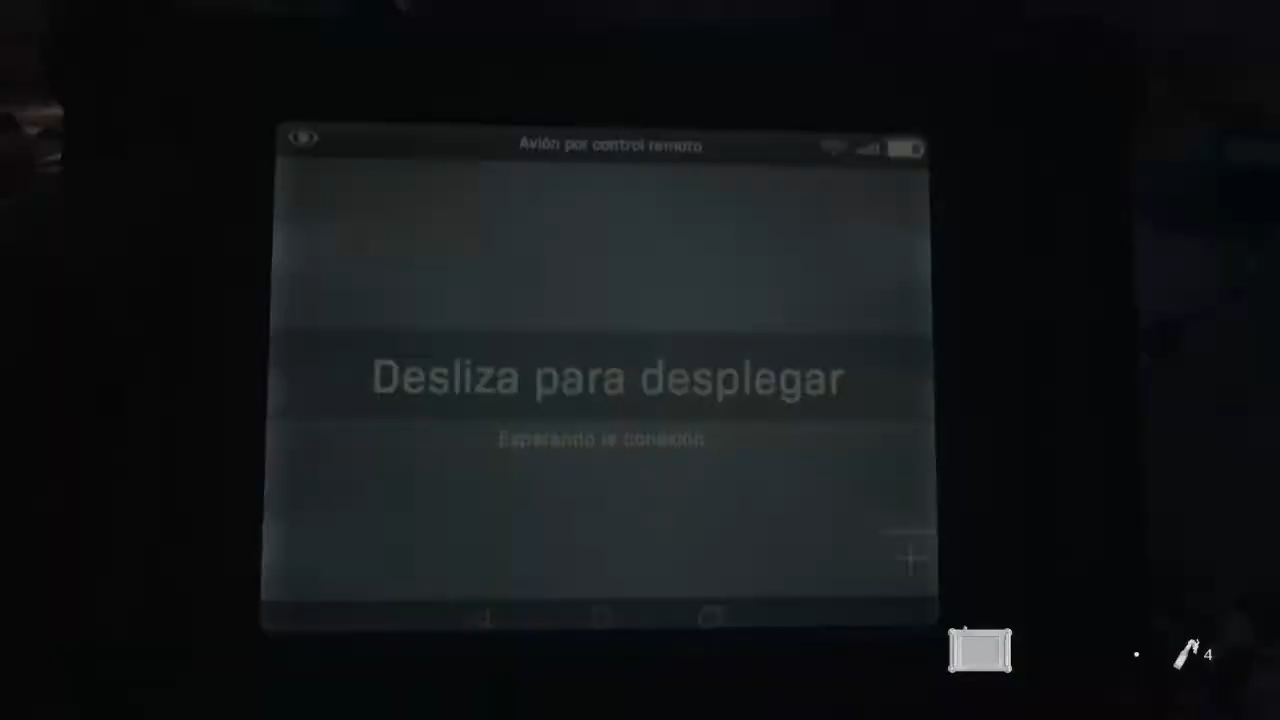 Avión por control remoto
Desliza para desplegar
Esperando la conexión
4